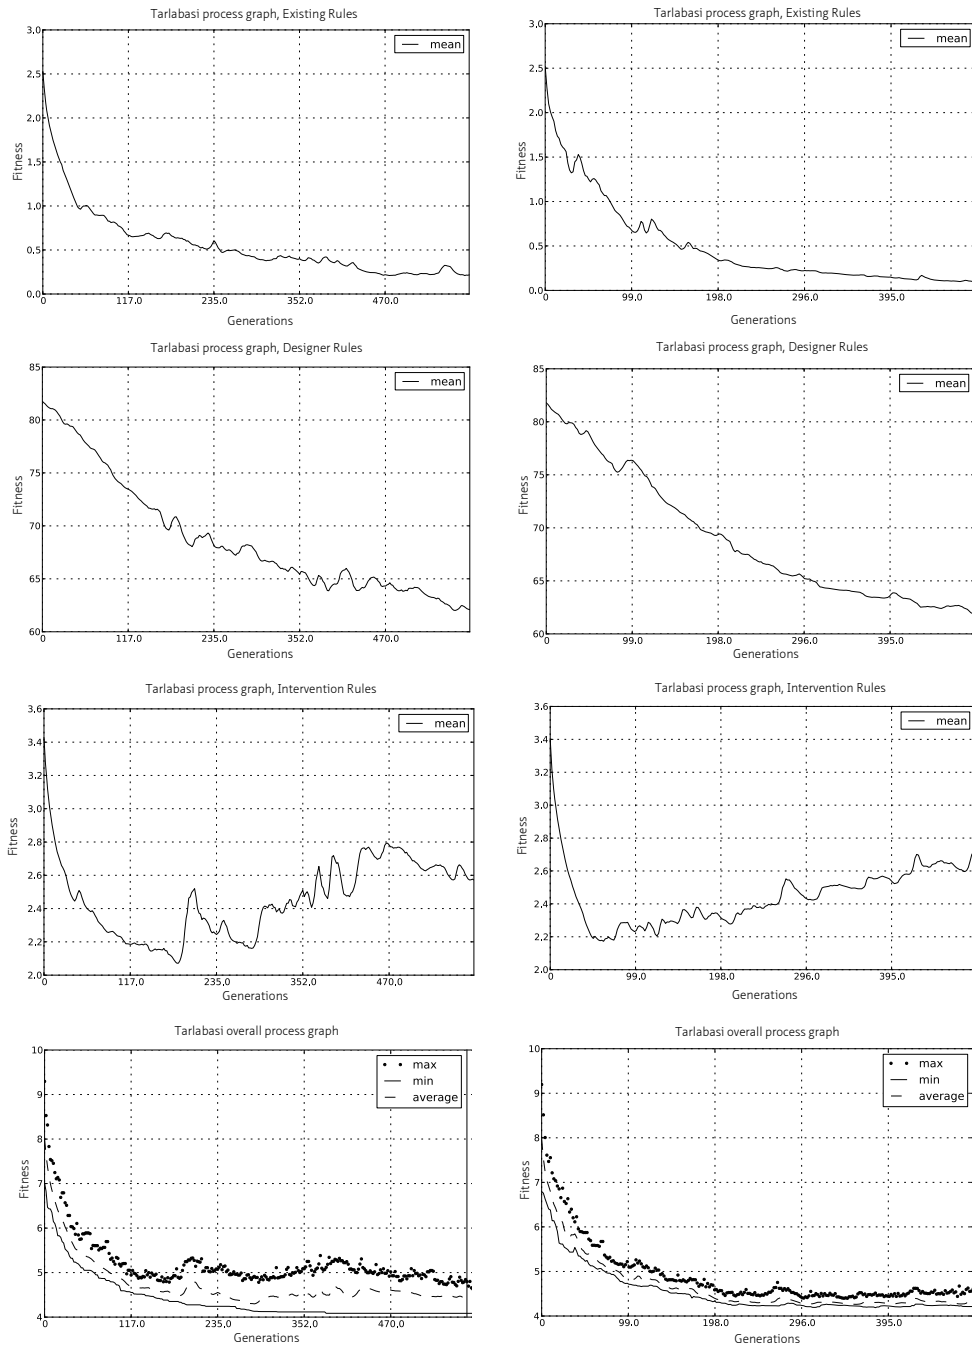 Tarlabasi process graph, Existing Rules
3.0
mean
2.5
2.0
1.5
Fitness
1.0
0.5
0.0
0 117.0 235.0 352.0 470.0
Generations
Tarlabasi process graph, Existing Rules
3.0
mean
2.5
2.0
1.5
Fitness
1.0
0.5
0.0
0 99.0 198.0 296.0 395.0
Generations
Tarlabasi process graph, Designer Rules
85
mean
80
75
Fitness
70
65
60
0 117.0 235.0 352.0 470.0
Generations
Tarlabasi process graph, Designer Rules
85
mean
80
75
Fitness
70
65
60
0 99.0 198.0 296.0 395.0
Generations
Tarlabasi process graph, Intervention Rules
3.6
mean
3.4
3.2
3.0
2.8
Fitness
2.6
2.4
2.2
2.0
0 117.0 235.0 352.0 470.0
Generations
Tarlabasi process graph, Intervention Rules
3.6
mean
3.4
3.2
3.0
2.8
Fitness
2.6
2.4
2.2
2.0
0 99.0 198.0 296.0 395.0
Generations
Tarlabasi overall process graph
10
max
min
average
9
8
7
Fitness
6
5
4
0 117.0 235.0 352.0 470.0
Generations
Tarlabasi overall process graph
10
max
min
average
9
8
7
Fitness
6
5
4
0 99.0 198.0 296.0 395.0
Generations